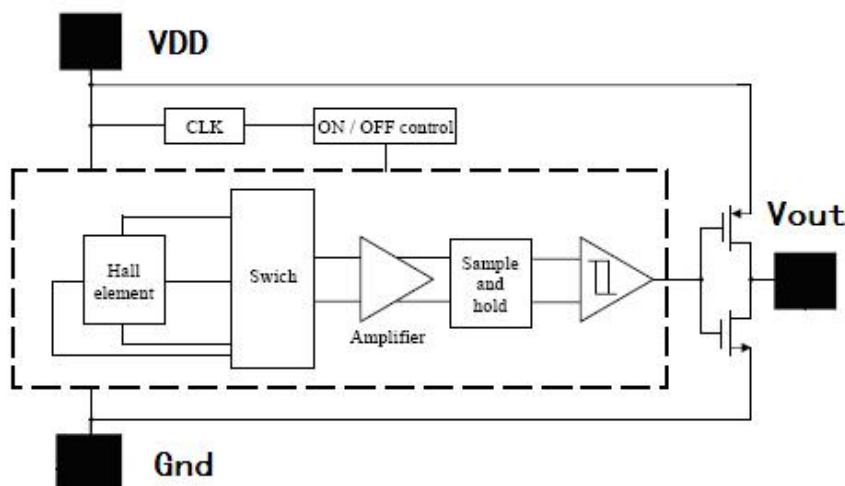 VDD
CLK
ON / OFF control
Vout
Hall
element
Swich
Amplifier
Sample
and
hold
Gnd